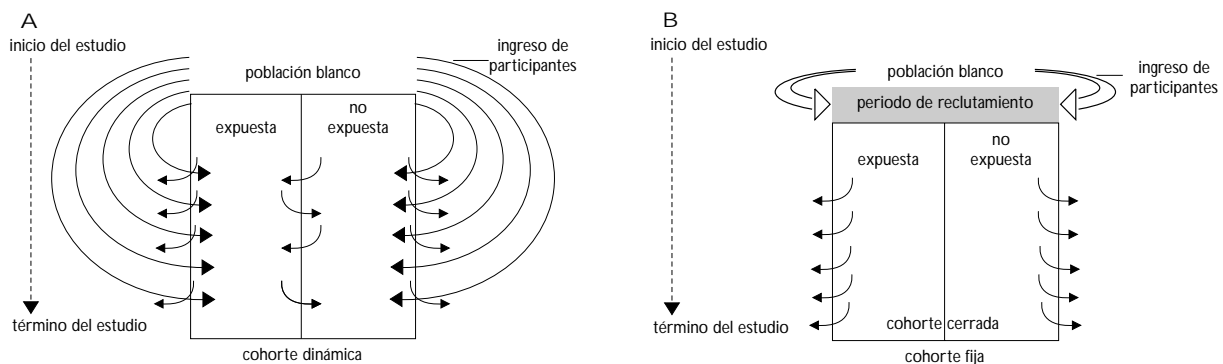 A
inicio del estudio
ingreso de
participantes
población blanco
expuesta
no
expuesta
término del estudio
cohorte dinámica
B
inicio del estudio
población blanco
ingreso de
participantes
periodo de reclutamiento
expuesta
no
expuesta
término del estudio
cohorte cerrada
cohorte fija